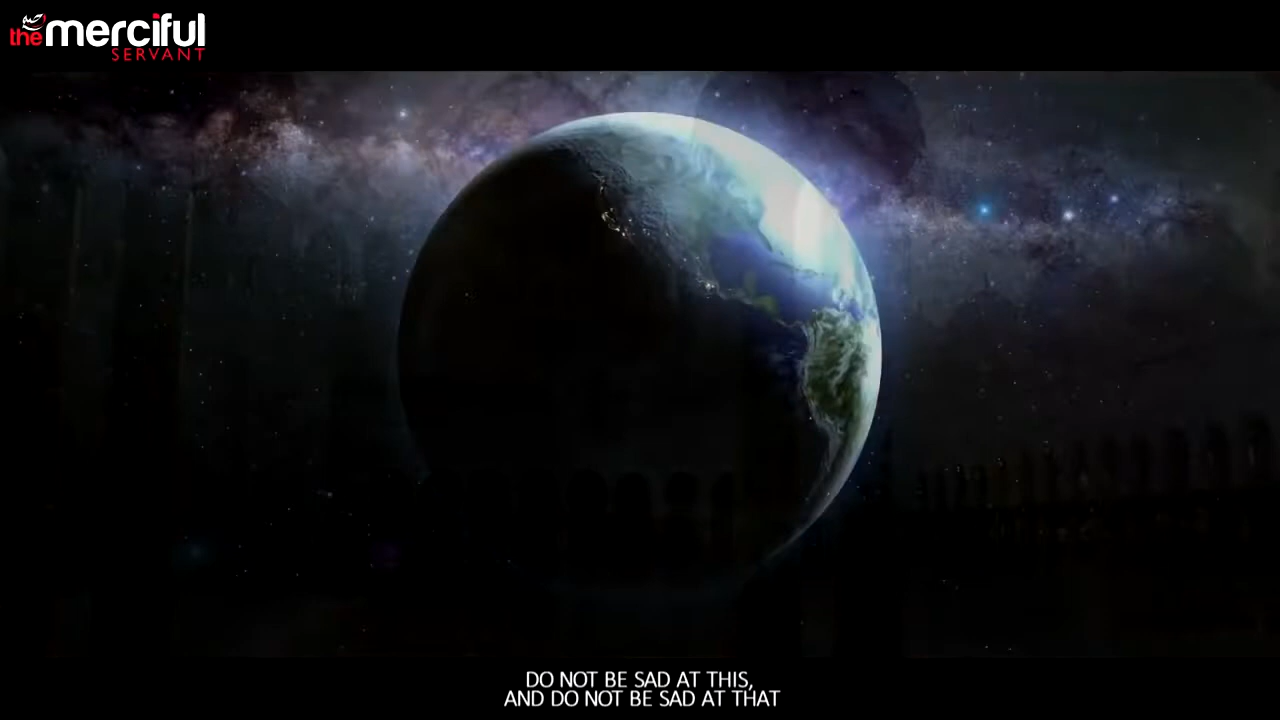 the merciful
SERVANT
DO NOT BE SAD AT THIS,
AND DO NOT BE SAD AT THAT